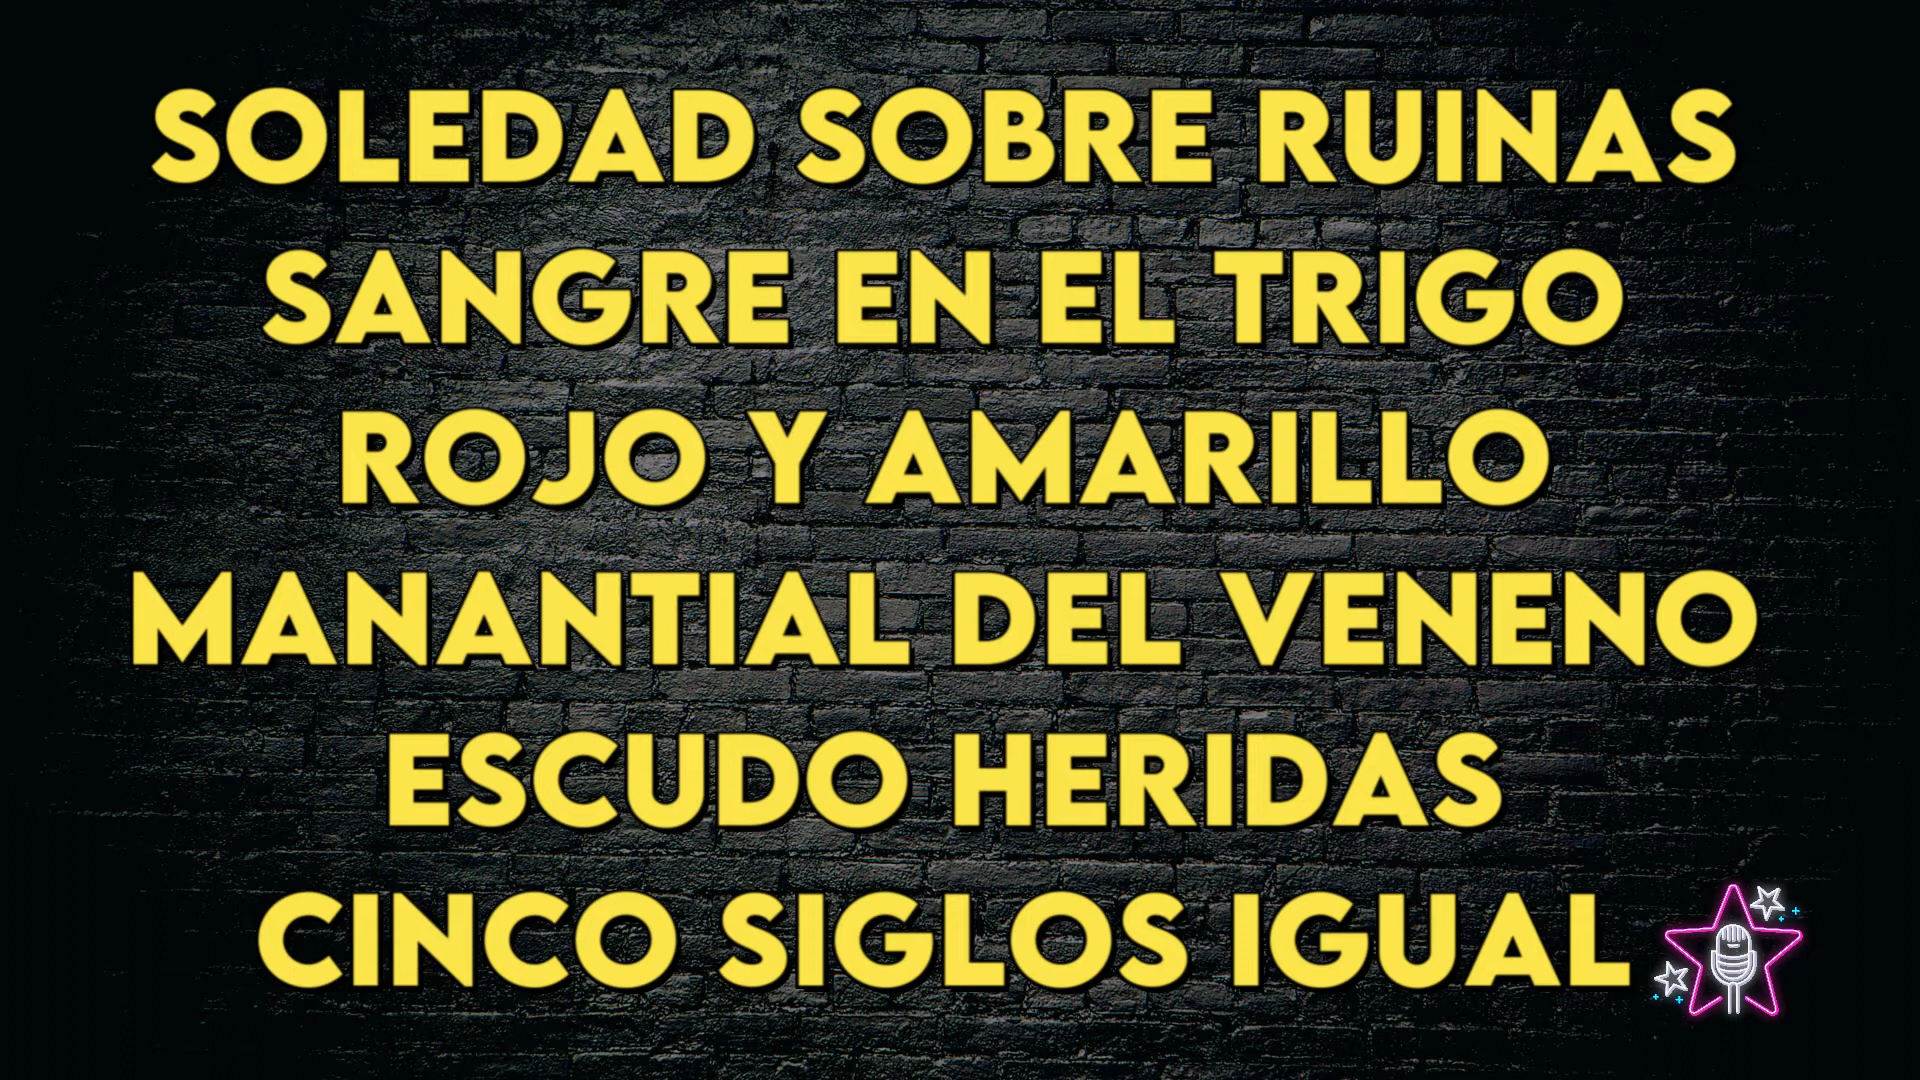 SOLEDAD SOBRE RUINAS
SANGRE EN EL TRIGO
ROJO Y AMARILLO
MANANTIAL DEL VENENO
ESCUDO HERIDAS
CINCO SIGLOS IGUAL